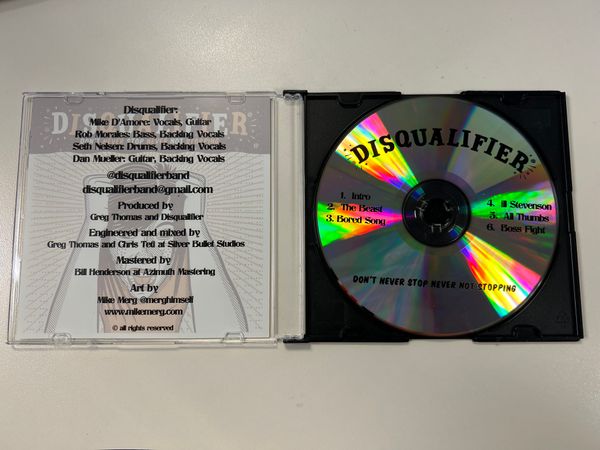 DISQUALIFIER
Disqualifier:
Mike D'Amore: Vocals, Guitar
Rob Morales: Bass, Backing Vocals
Seth Nelsen: Drums, Backing Vocals
Dan Mueller: Guitar, Backing Vocals
@disqualifierband
disqualifierband@gmail.com
Produced by
Greg Thomas and Disqualifier
Engineered and mixed by
Greg Thomas and Chris Teti at Silver Bullet Studios
Mastered by
Bill Henderson at Azimuth Mastering
Art by
Mike Merg @merghimself
www.mikemerg.com
© all rights reserved
DISQUALIFIER
1. Intro
2. The Beast
3. Bored Song
4. Ill Stevenson
5. All Thumbs
6. Boss Fight
DON'T NEVER STOP NEVER NOT STOPPING